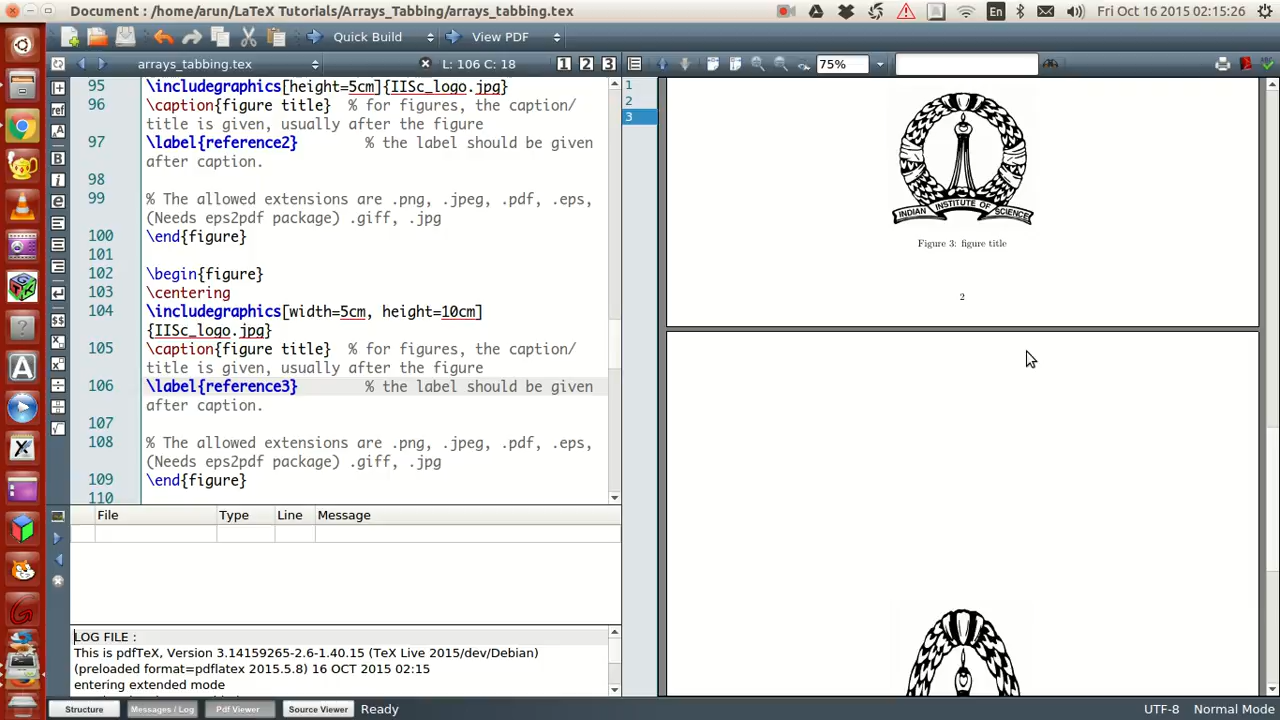 Document : /home/arun/LaTeX Tutorials/Arrays_Tabbing/arrays_tabbing.tex
En
Fri Oct 16 2015 02:15:26
Quick Build
View PDF
arrays_tabbing.tex
L: 106 C: 18
1 2 3
75%
95 \includegraphics[height=5cm]{IISc_logo.jpg}
96 \caption{figure title} % for figures, the caption/
title is given, usually after the figure
97 \label{reference2} % the label should be given
after caption.
98
99 % The allowed extensions are .png, .jpeg, .pdf, .eps,
(Needs eps2pdf package) .giff, .jpg
100 \end{figure}
101
102 \begin{figure}
103 \centering
104 \includegraphics[width=5cm, height=10cm]
{IISc_logo.jpg}
105 \caption{figure title} % for figures, the caption/
title is given, usually after the figure
106 \label{reference3} % the label should be given
after caption.
107
108 % The allowed extensions are .png, .jpeg, .pdf, .eps,
(Needs eps2pdf package) .giff, .jpg
109 \end{figure}
110
File Type Line Message
LOG FILE :
This is pdfTeX, Version 3.14159265-2.6-1.40.15 (TeX Live 2015/dev/Debian)
(preloaded format=pdflatex 2015.5.8) 16 OCT 2015 02:15
entering extended mode
1
2
3
INDIAN INSTITUTE OF SCIENCE
Figure 3: figure title
2
Structure
Messages / Log
Pdf Viewer
Source Viewer
Ready
UTF-8
Normal Mode